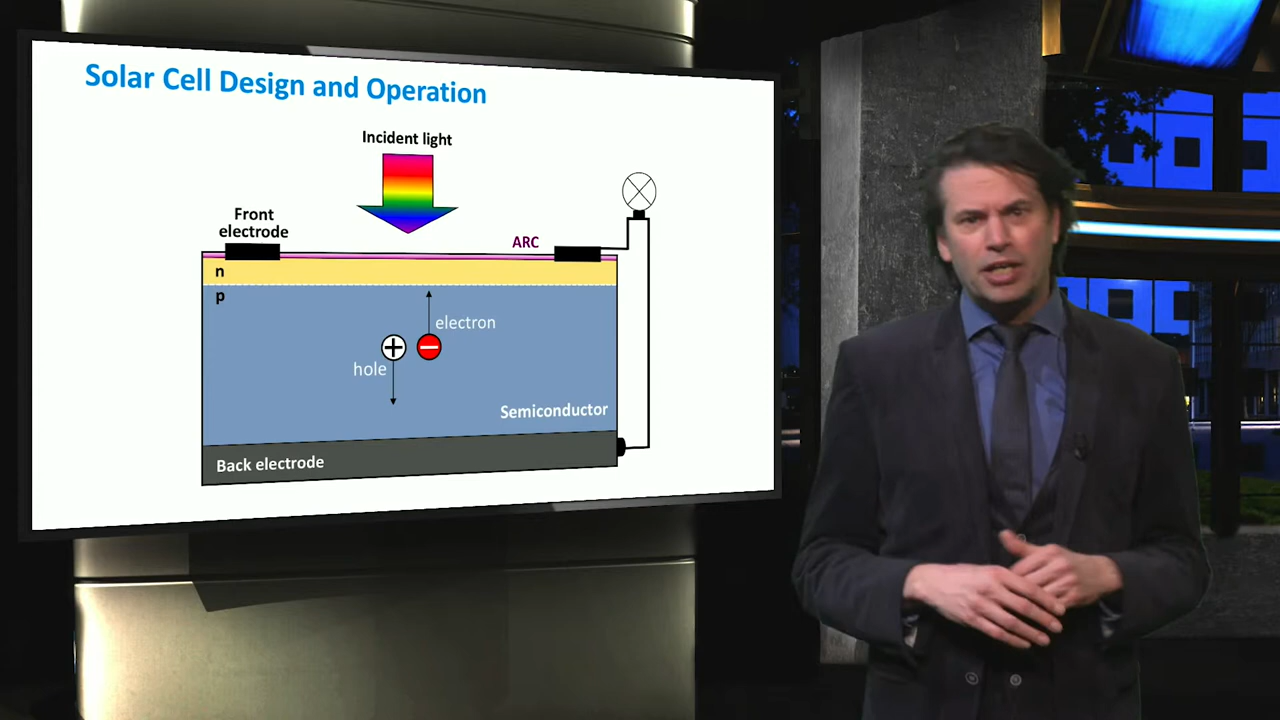 Solar Cell Design and Operation
Incident light
Front
electrode
ARC
n
p
electron
hole
Semiconductor
Back electrode